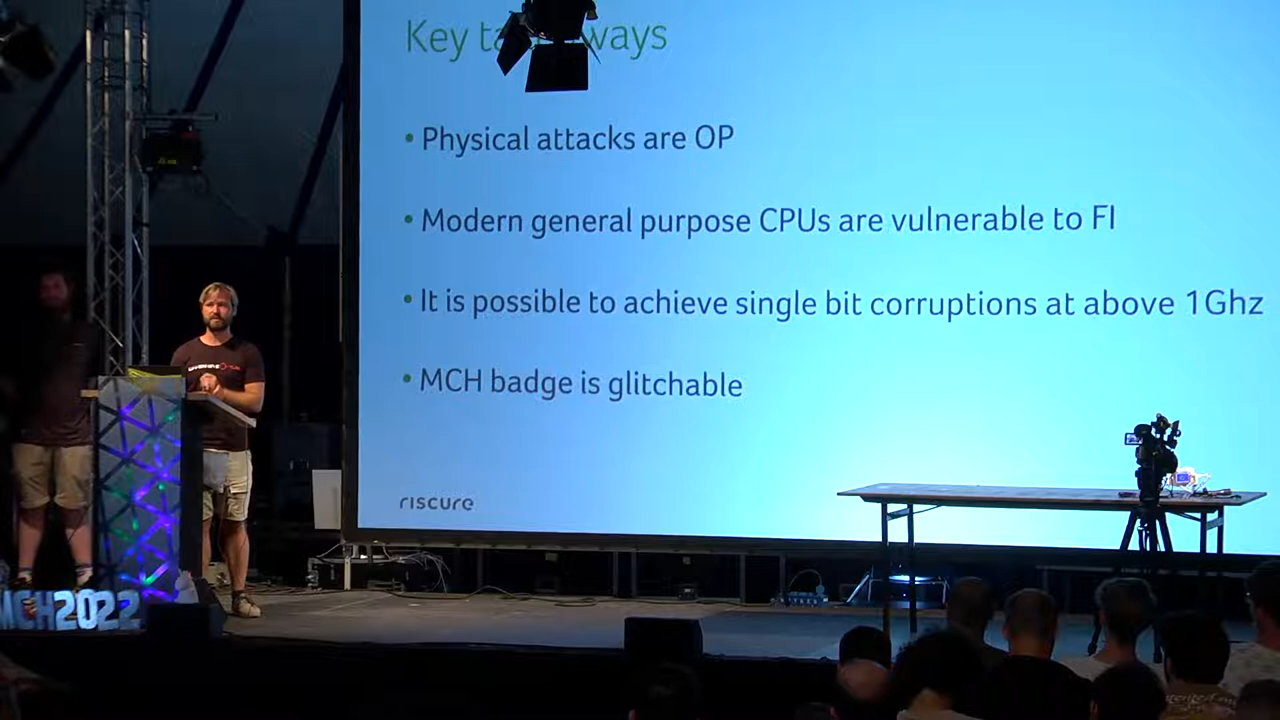 Key ways
• Physical attacks are OP
• Modern general purpose CPUs are vulnerable to FI
• It is possible to achieve single bit corruptions at above 1Ghz
• MCH badge is glitchable
riscure
MCH2022